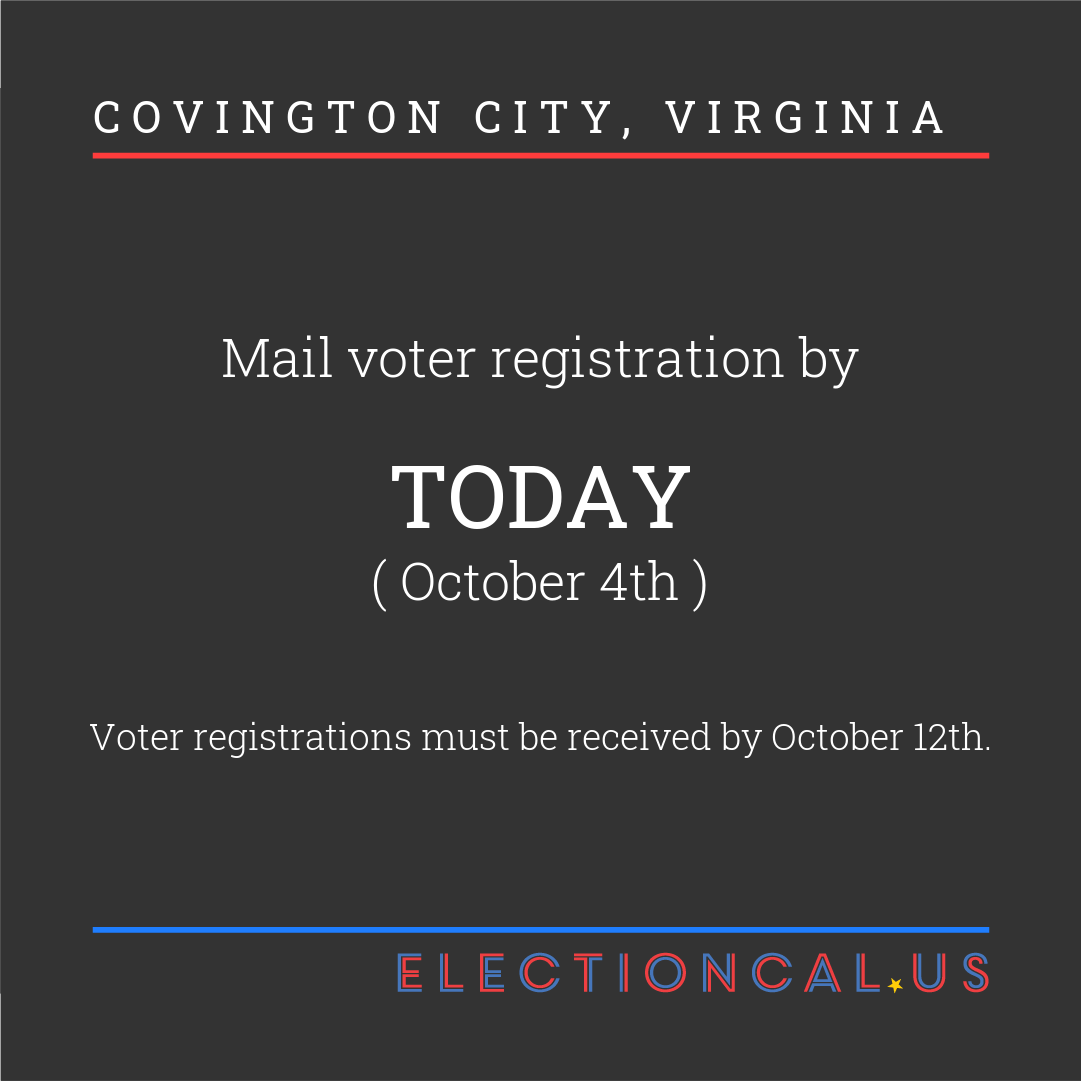 COVINGTON CITY, VIRGINIA
Mail voter registration by
TODAY
( October 4th )
Voter registrations must be received by October 12th.
ELECTIONCAL.US